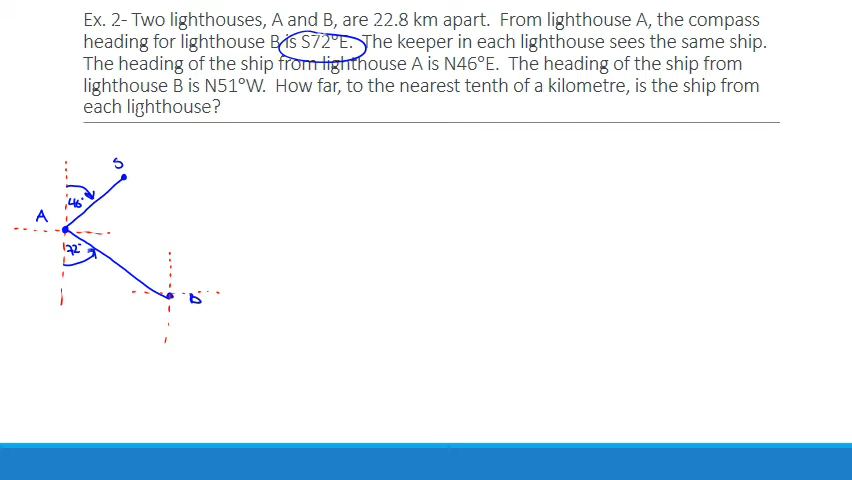 Ex. 2- Two lighthouses, A and B, are 22.8 km apart. From lighthouse A, the compass
heading for lighthouse B is S72°E. The keeper in each lighthouse sees the same ship.
The heading of the ship from lighthouse A is N46°E. The heading of the ship from
lighthouse B is N51°W. How far, to the nearest tenth of a kilometre, is the ship from
each lighthouse?
S
46°
A
72°
B